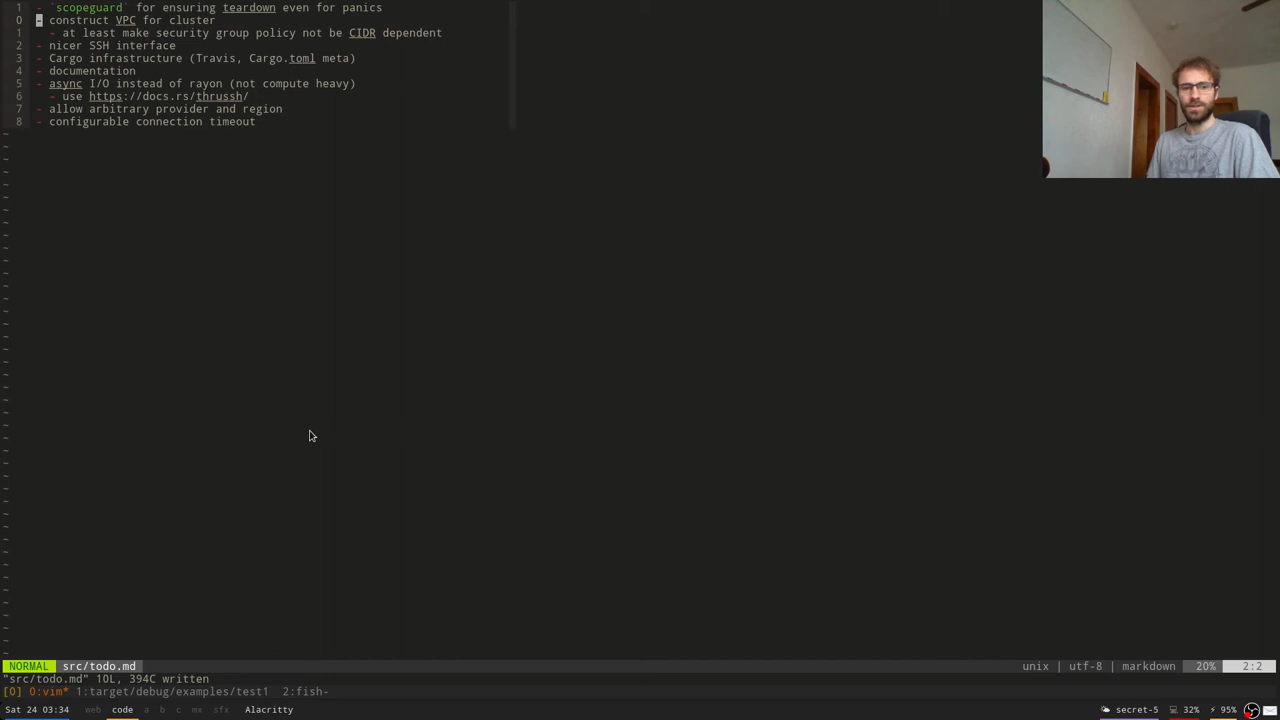 1 - `scopeguard` for ensuring teardown even for panics
0 - construct VPC for cluster
1 - at least make security group policy not be CIDR dependent
2 - nicer SSH interface
3 - Cargo infrastructure (Travis, Cargo.toml meta)
4 - documentation
5 - async I/O instead of rayon (not compute heavy)
6 - use https://docs.rs/thrussh/
7 - allow arbitrary provider and region
8 - configurable connection timeout
NORMAL src/todo.md unix | utf-8 | markdown 20% 2:2
"src/todo.md" 10L, 394C written
[0] 0:vim* 1:target/debug/examples/test1 2:fish-
Sat 24 03:34 web code a b c mx sfx Alacritty secret-5 32% 95%